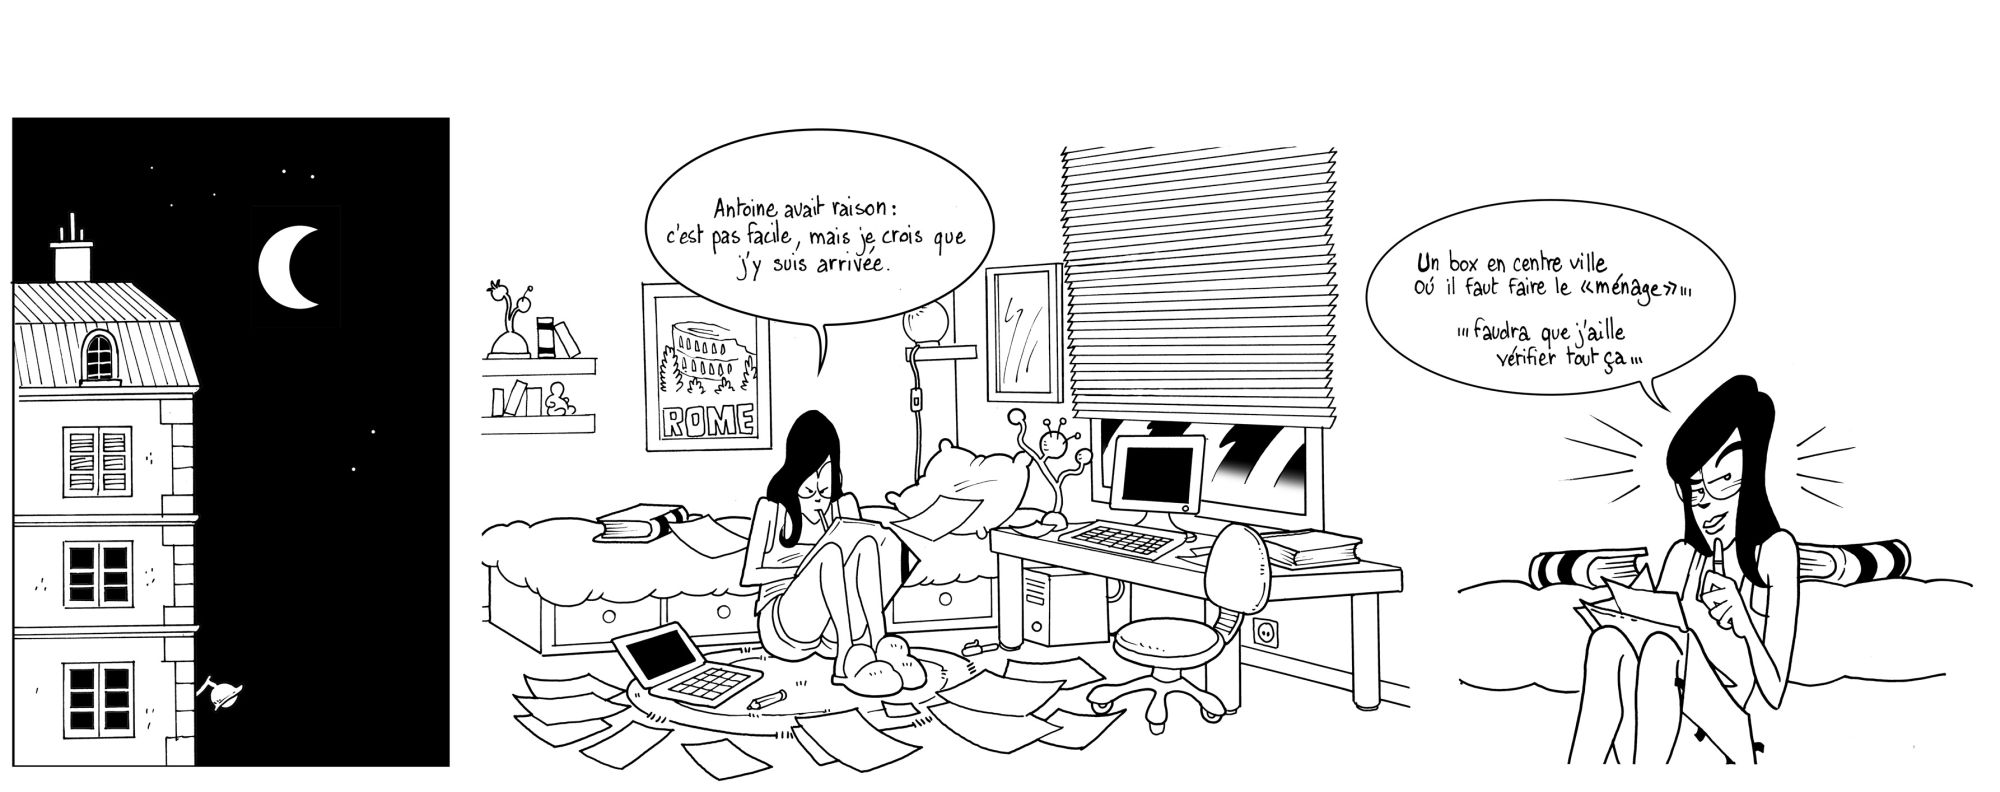 Antoine avait raison:
c'est pas facile, mais je crois que
j'y suis arrivée.
ROME
Un box en centre ville
où il faut faire le «ménage»...
...faudra que j'aille
vérifier tout ça...